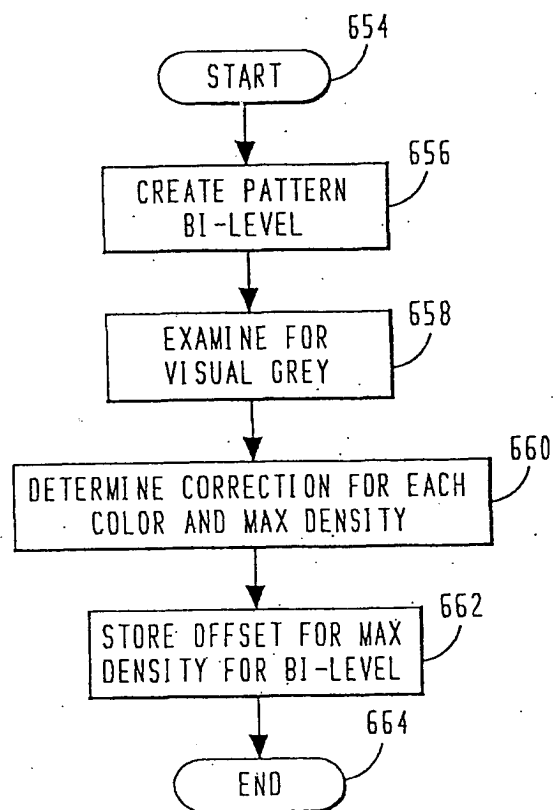 654
START
656
CREATE PATTERN
BI-LEVEL
658
EXAMINE FOR
VISUAL GREY
660
DETERMINE CORRECTION FOR EACH
COLOR AND MAX DENSITY
662
STORE OFFSET FOR MAX
DENSITY FOR BI-LEVEL
664
END